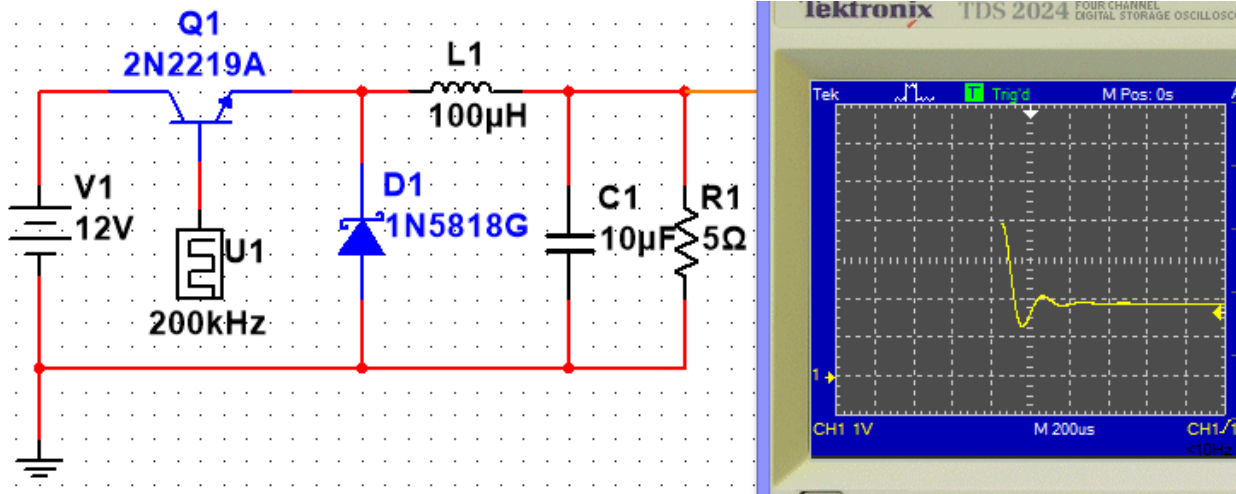 Q1
2N2219A
L1
100µH
V1
12V
D1
1N5818G
C1
10µF
R1
5Ω
U1
200kHz
Tektronix TDS 2024 FOUR CHANNEL
DIGITAL STORAGE
Tek T Trig'd M Pos: 0s
1
CH1 1V M 200us CH1
<10Hz